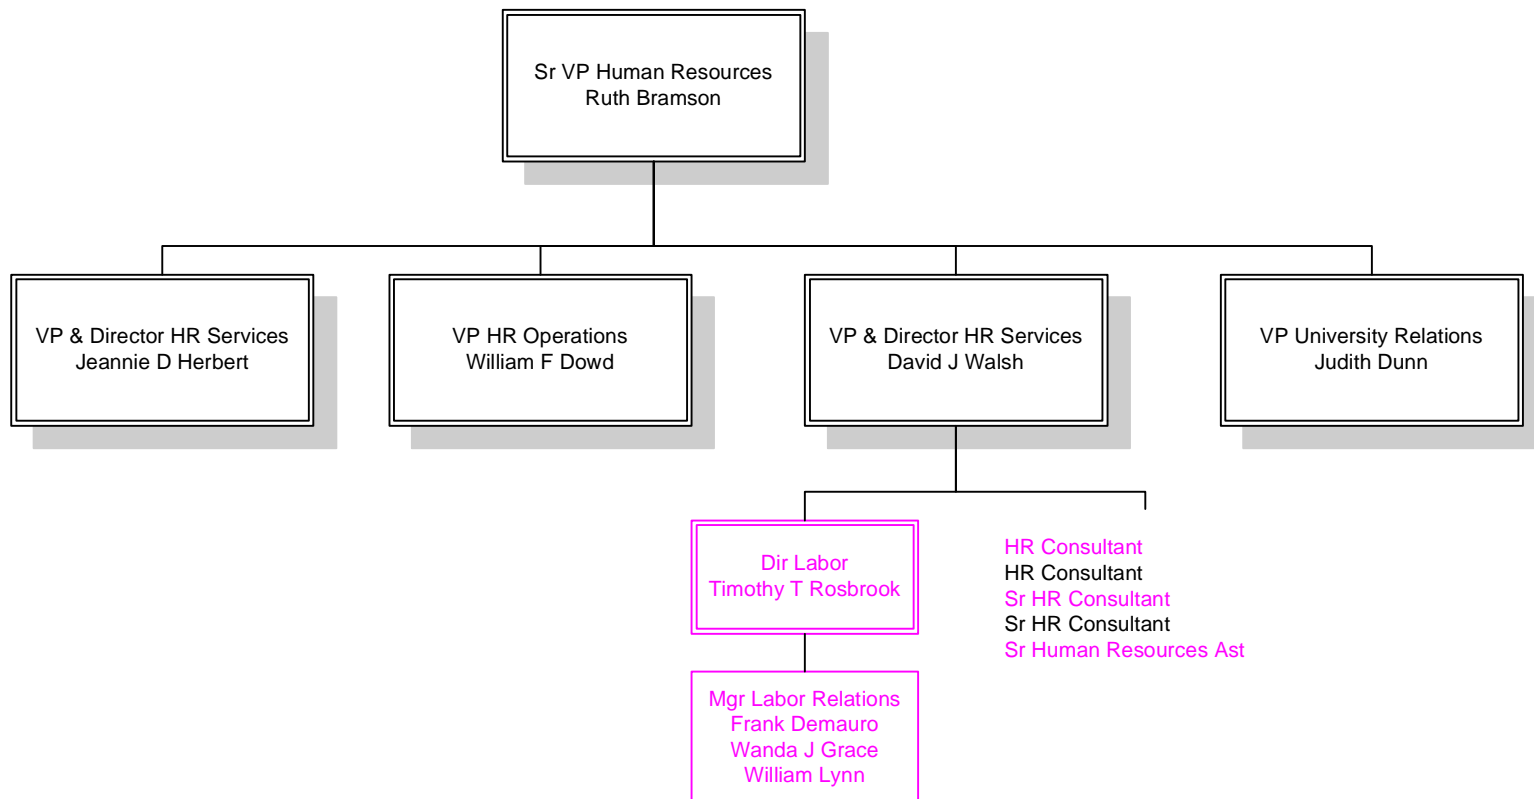 Sr VP Human Resources
Ruth Bramson
VP & Director HR Services
Jeannie D Herbert
VP HR Operations
William F Dowd
VP & Director HR Services
David J Walsh
VP University Relations
Judith Dunn
Dir Labor
Timothy T Rosbrook
HR Consultant
HR Consultant
Sr HR Consultant
Sr HR Consultant
Sr Human Resources Ast
Mgr Labor Relations
Frank Demauro
Wanda J Grace
William Lynn